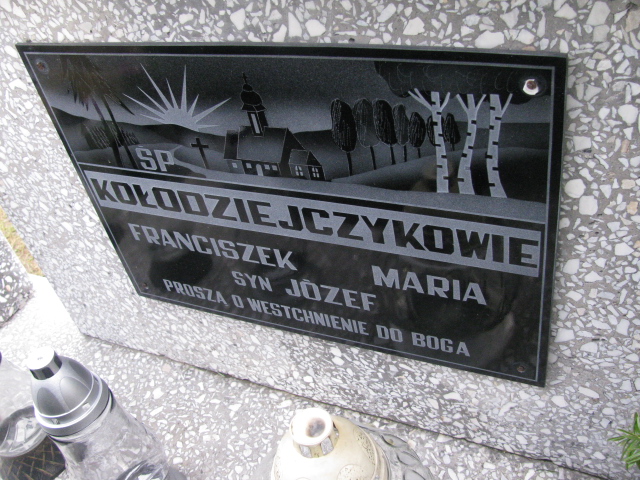 ŚP
KOŁODZIEJCZYKOWIE
FRANCISZEK MARIA
SYN JÓZEF
PROSZĄ O WESTCHNIENIE DO BOGA